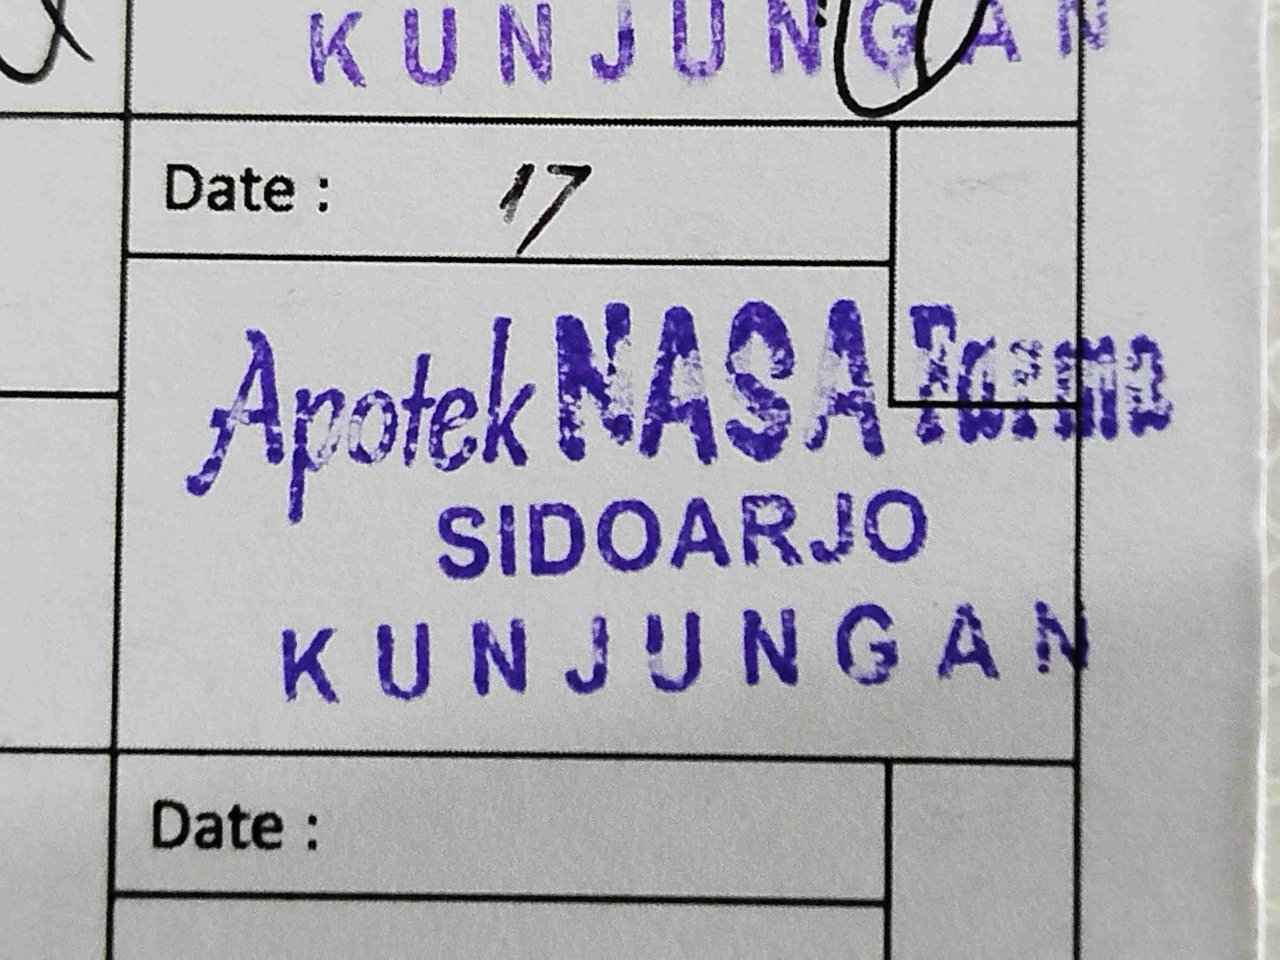 KUNJUNGAN
Date : 17
Apotek NASA Farma
SIDOARJO
KUNJUNGAN
Date :